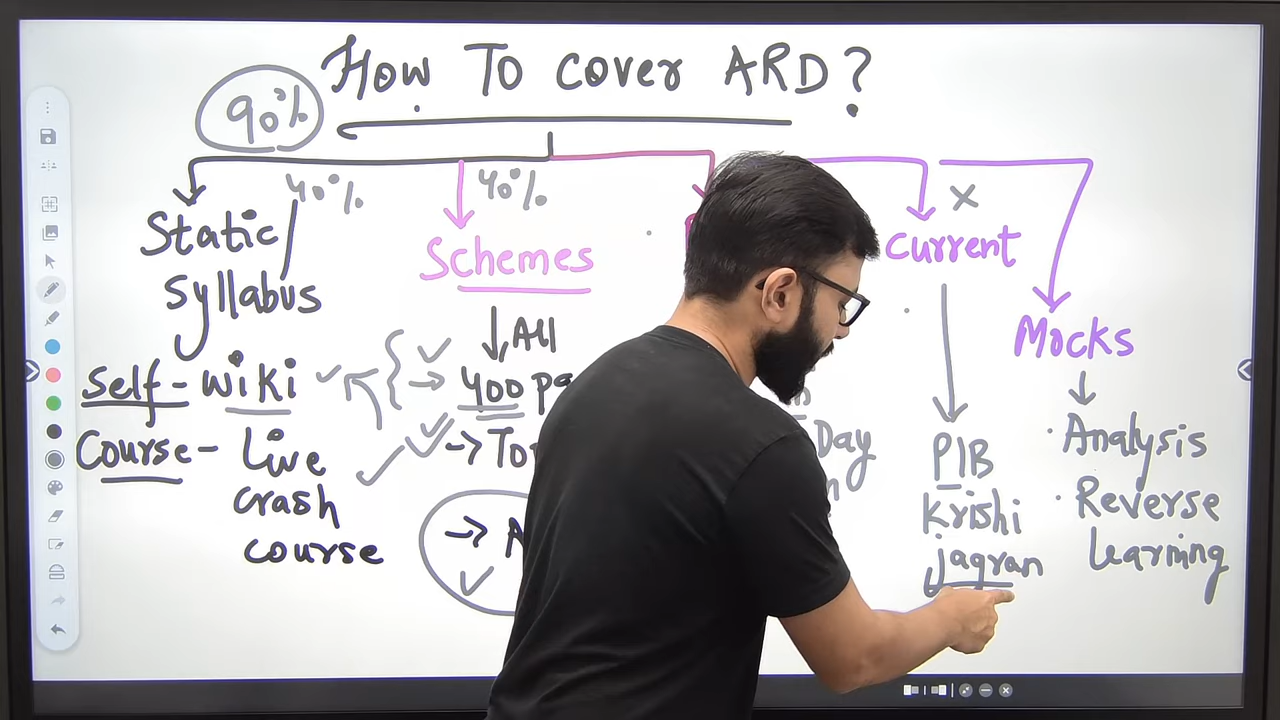 How To cover ARD?
90%
40%
40%
x
Static/
Syllabus
Schemes
Current
Mocks
All
Self - wiki
400
Course - Live
crash
course
Day
PIB
Krishi
jagran
Analysis
Reverse
Learning